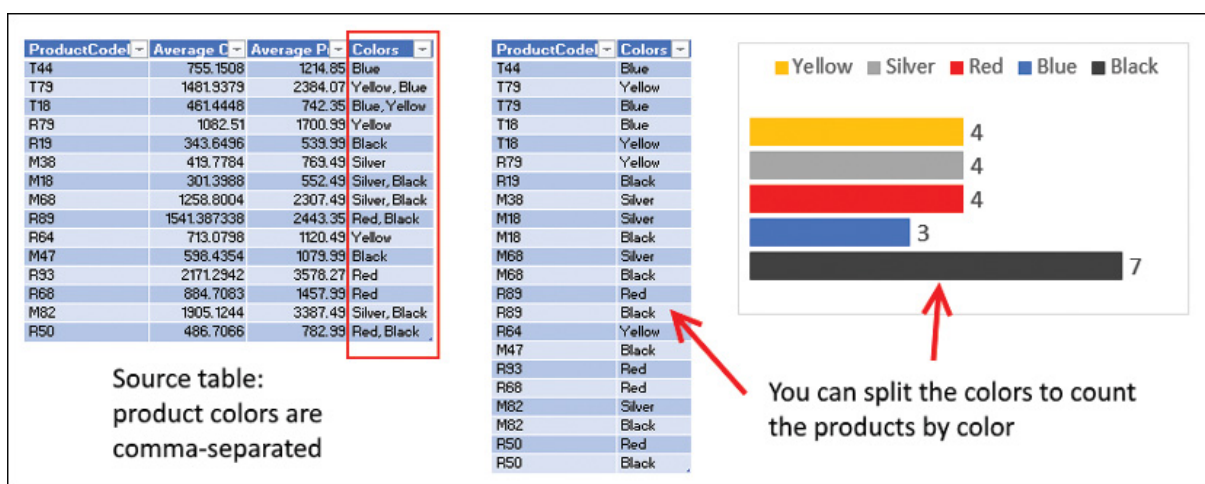 ProductCodeI Average C Average Pi Colors
T44 755.1508 1214.85 Blue
T79 1481.9379 2384.07 Yellow, Blue
T18 461.4448 742.35 Blue, Yellow
R79 1082.51 1700.99 Yellow
R19 343.6496 539.99 Black
M38 419.7784 769.49 Silver
M18 301.3988 552.49 Silver, Black
M68 1258.8004 2307.49 Silver, Black
R89 1541.387338 2443.35 Red, Black
R64 713.0798 1120.49 Yellow
M47 598.4354 1079.99 Black
R93 2171.2942 3578.27 Red
R68 884.7083 1457.99 Red
M82 1905.1244 3387.49 Silver, Black
R50 486.7066 782.99 Red, Black
Source table:
product colors are
comma-separated
ProductCodeI Colors
T44 Blue
T79 Yellow
T79 Blue
T18 Blue
T18 Yellow
R79 Yellow
R19 Black
M38 Silver
M18 Silver
M18 Black
M68 Silver
M68 Black
R89 Red
R89 Black
R64 Yellow
M47 Black
R93 Red
R68 Red
M82 Silver
M82 Black
R50 Red
R50 Black
Yellow Silver Red Blue Black
4
4
4
3
7
You can split the colors to count
the products by color